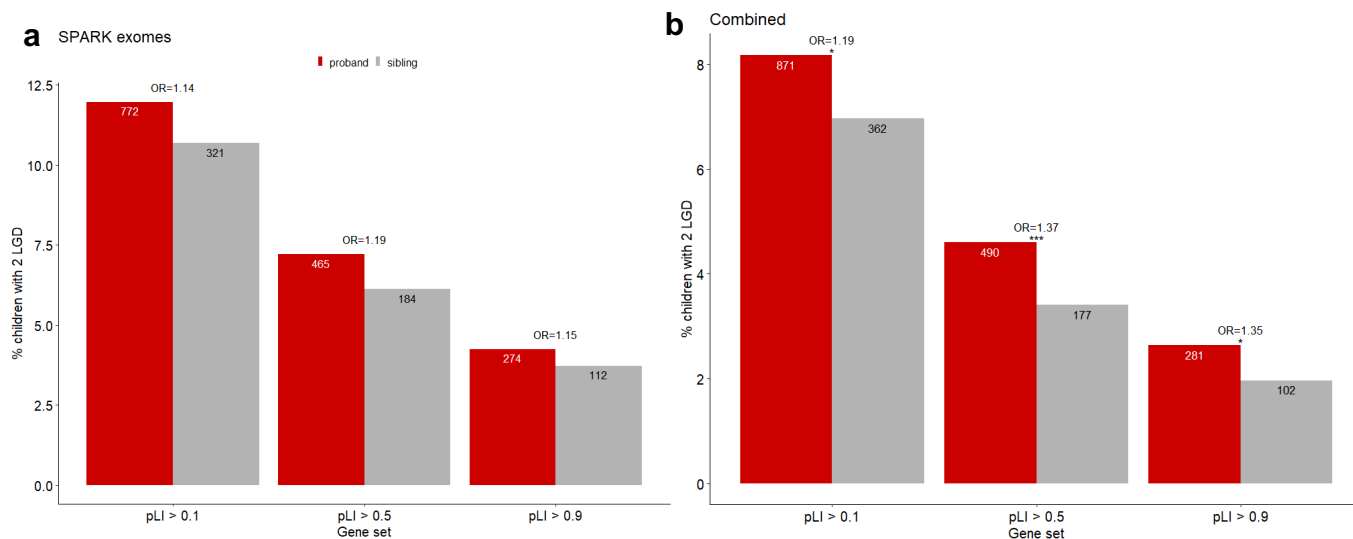 a SPARK exomes
proband sibling
% children with 2 LGD
12.5
10.0
7.5
5.0
2.5
0.0
OR=1.14
772
321
OR=1.19
465
184
OR=1.15
274
112
pLI > 0.1 pLI > 0.5 pLI > 0.9
Gene set
b Combined
% children with 2 LGD
8
6
4
2
0
OR=1.19
*
871
362
OR=1.37
***
490
177
OR=1.35
*
281
102
pLI > 0.1 pLI > 0.5 pLI > 0.9
Gene set